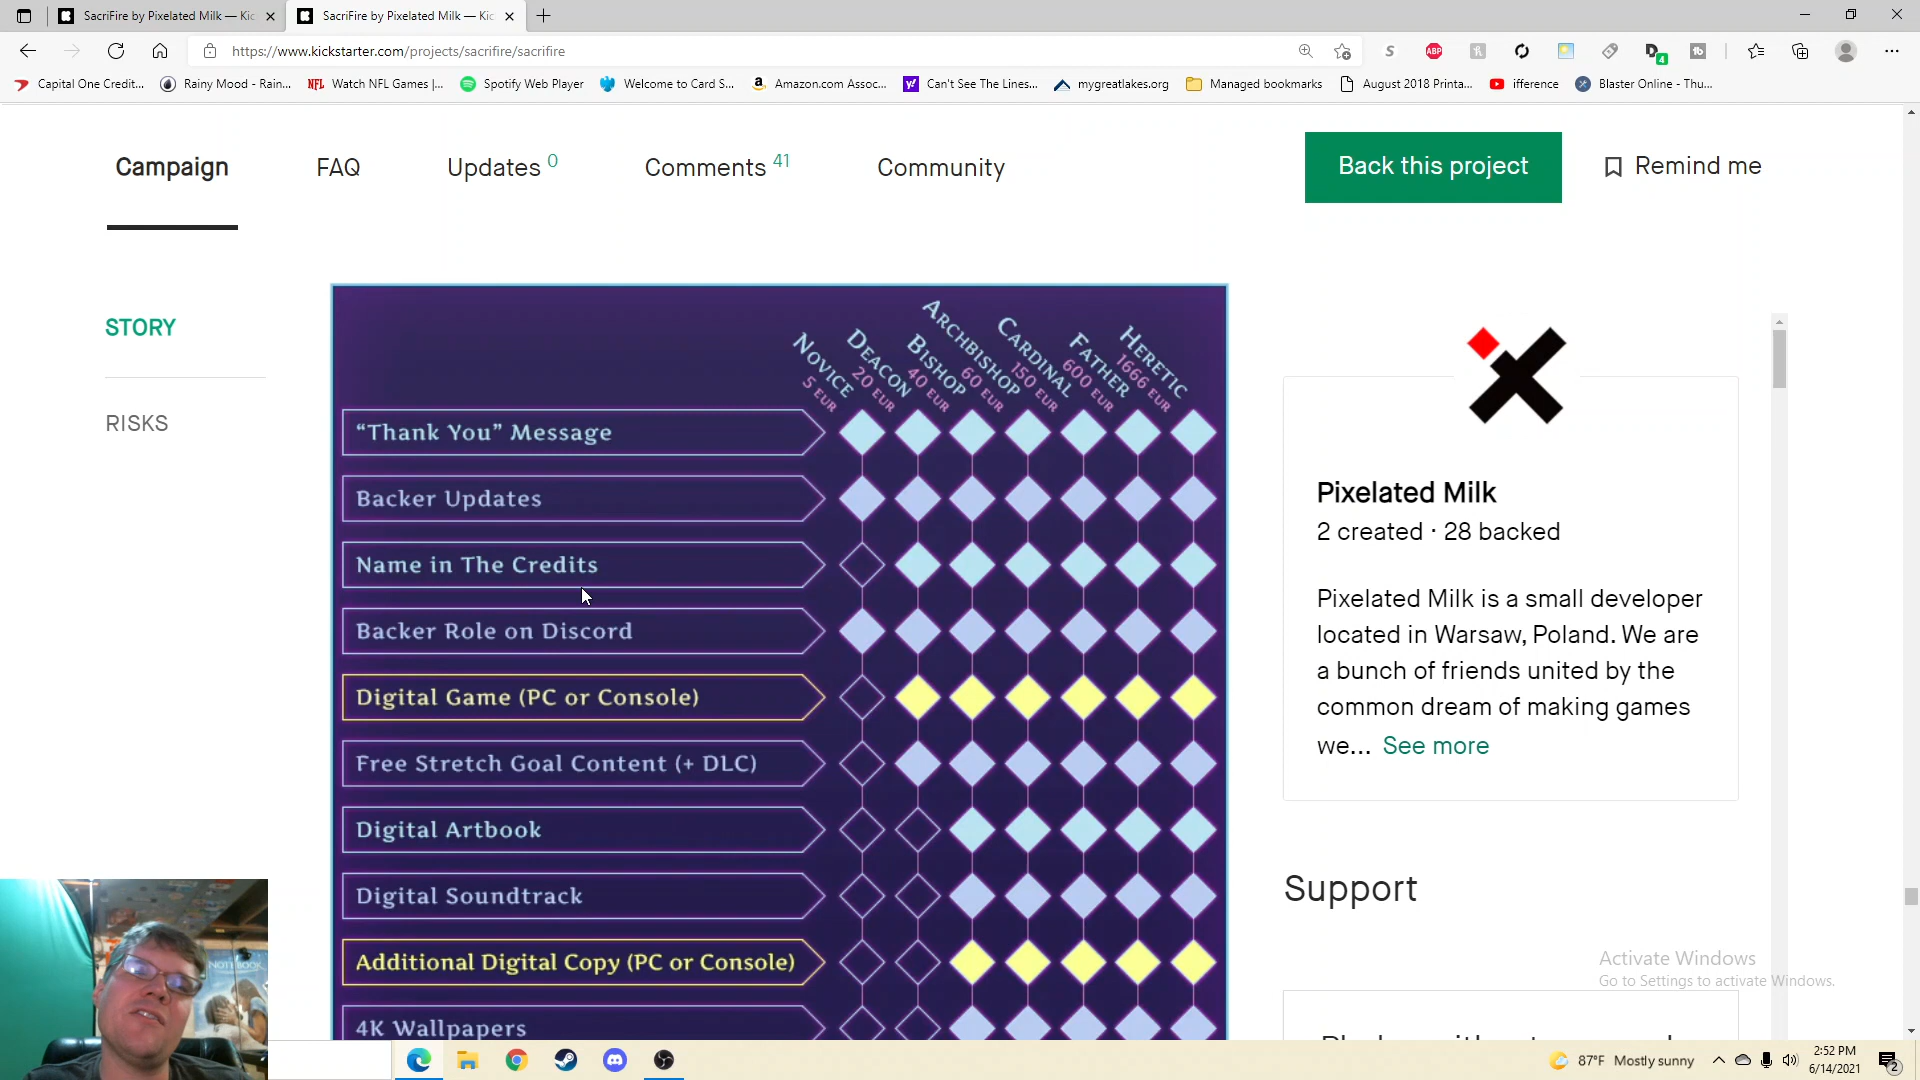 SacriFire by Pixelated Milk — Kic
SacriFire by Pixelated Milk — Kic
https://www.kickstarter.com/projects/sacrifire/sacrifire
S
ABP
4
Capital One Credit...
Rainy Mood - Rain...
NFL
Watch NFL Games |...
Spotify Web Player
Welcome to Card S...
Amazon.com Assoc...
Can't See The Lines...
mygreatlakes.org
Managed bookmarks
August 2018 Printa...
ifference
Blaster Online - Thu...
Campaign
FAQ
Updates 0
Comments 41
Community
Back this project
Remind me
STORY
RISKS
NOVICE
5 EUR
DEACON
20 EUR
BISHOP
40 EUR
ARCHBISHOP
60 EUR
CARDINAL
150 EUR
FATHER
600 EUR
HERETIC
1666 EUR
“Thank You” Message
Backer Updates
Name in The Credits
Backer Role on Discord
Digital Game (PC or Console)
Free Stretch Goal Content (+ DLC)
Digital Artbook
Digital Soundtrack
Additional Digital Copy (PC or Console)
4K Wallpapers
Pixelated Milk
2 created · 28 backed
Pixelated Milk is a small developer
located in Warsaw, Poland. We are
a bunch of friends united by the
common dream of making games
we... See more
Support
Activate Windows
Go to Settings to activate Windows.
NOTEBOOK
87°F Mostly sunny
2:52 PM
6/14/2021
2